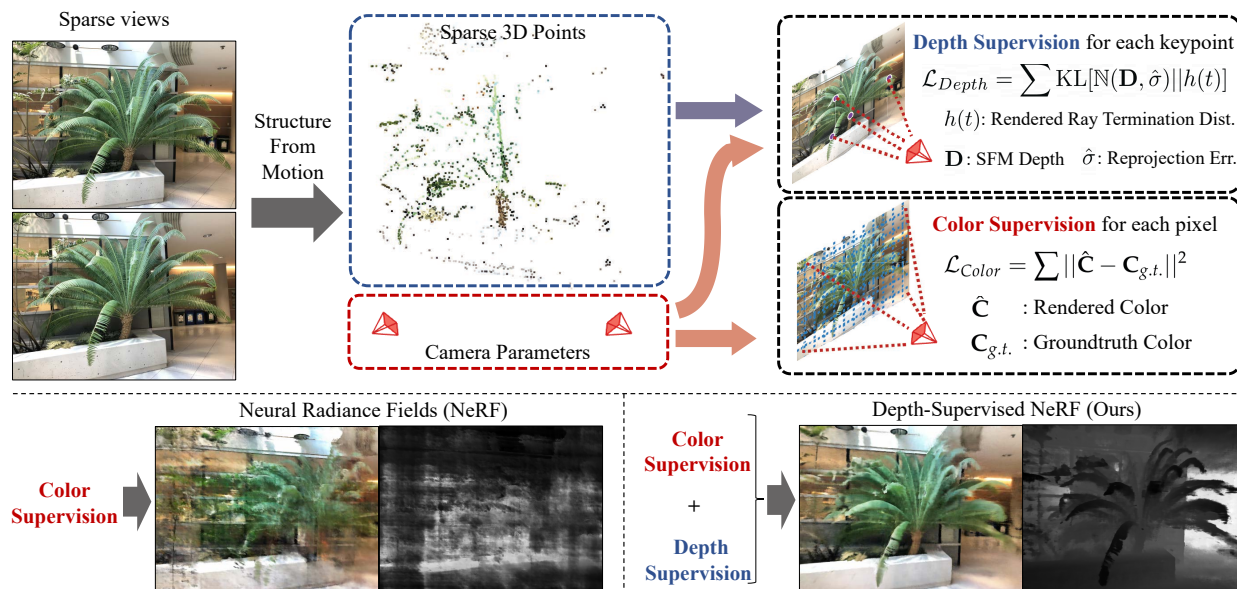 Sparse views
Structure
From
Motion
Sparse 3D Points
Camera Parameters
Depth Supervision for each keypoint
ℒ_Depth = ∑ KL[ℕ(𝐃, σ̂)||h(t)]
h(t): Rendered Ray Termination Dist.
𝐃 : SFM Depth σ̂ : Reprojection Err.
Color Supervision for each pixel
ℒ_Color = ∑ ||𝐂̂ − 𝐂_g.t.||²
𝐂̂ : Rendered Color
𝐂_g.t. : Groundtruth Color
Neural Radiance Fields (NeRF)
Color
Supervision
Depth-Supervised NeRF (Ours)
Color
Supervision
+
Depth
Supervision